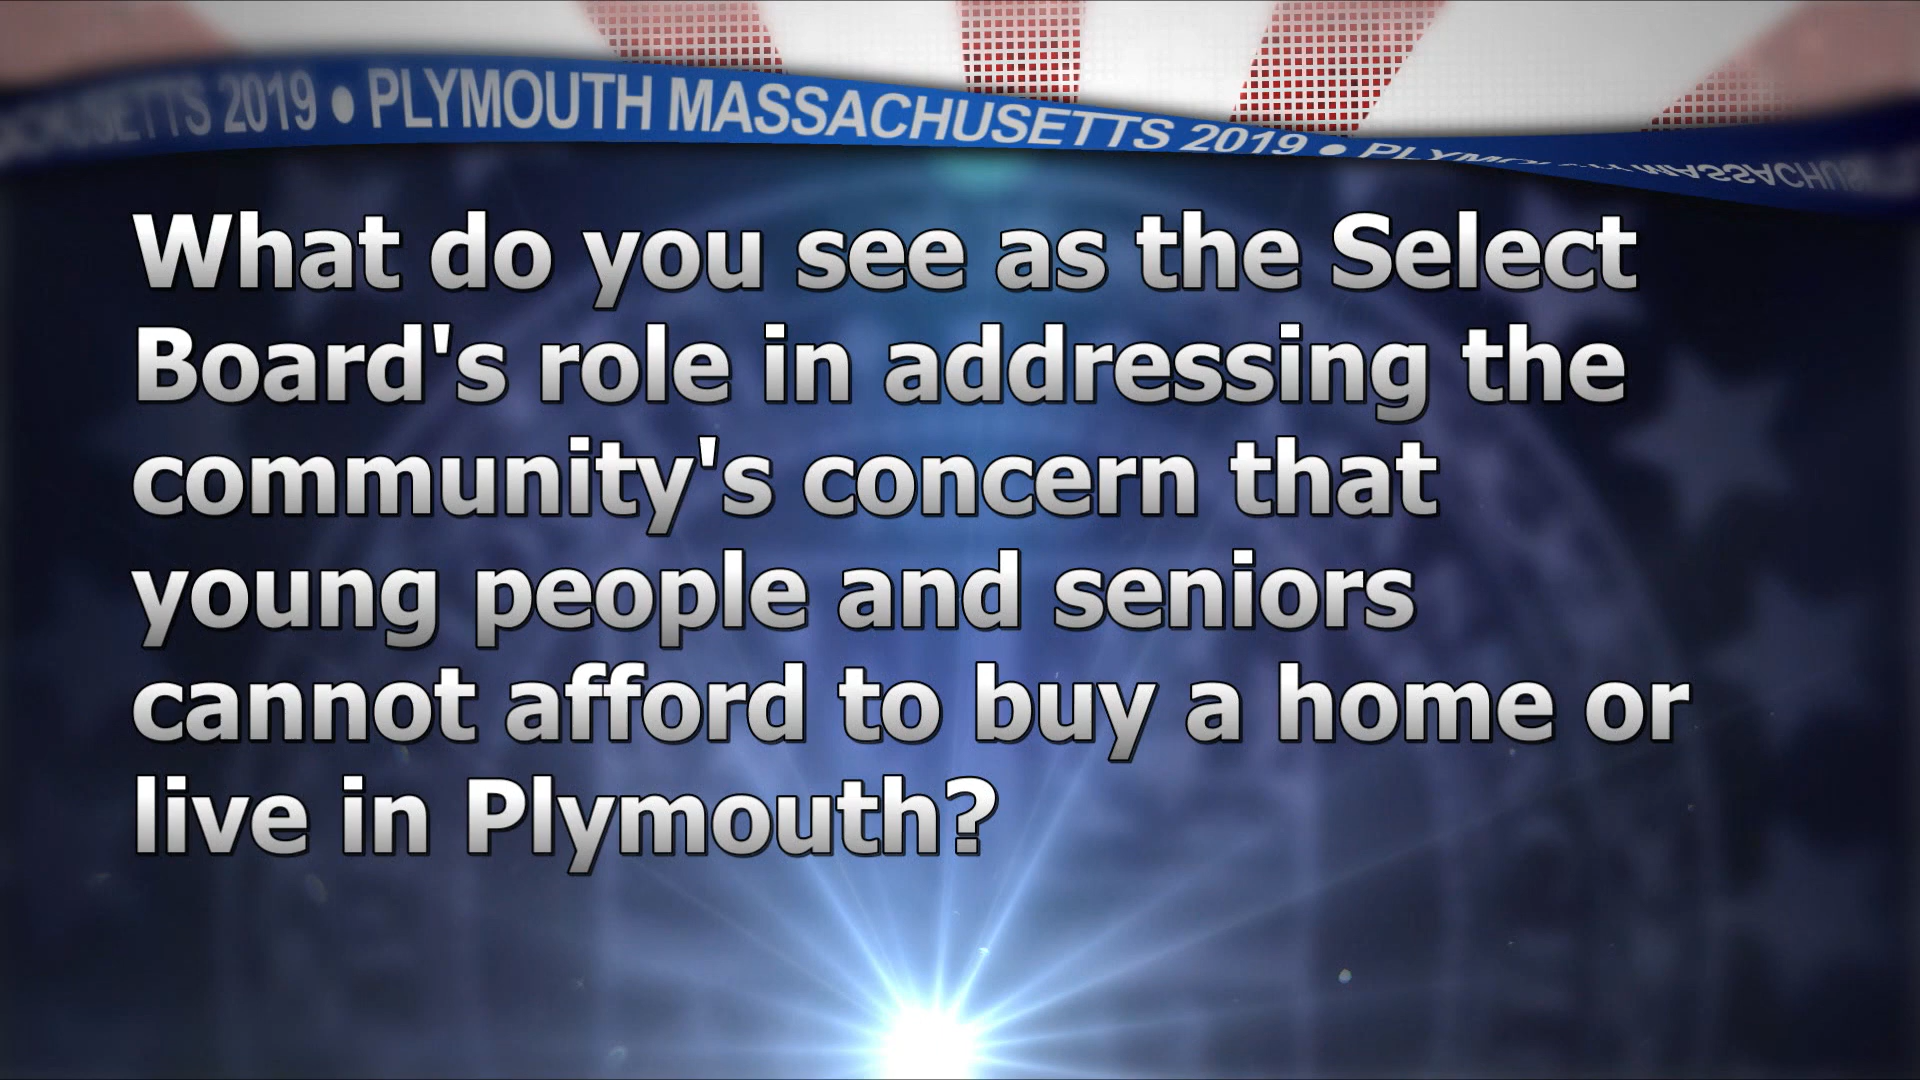 TTS 2019 • PLYMOUTH MASSACHUSETTS 2019 •
What do you see as the Select
Board's role in addressing the
community's concern that
young people and seniors
cannot afford to buy a home or
live in Plymouth?